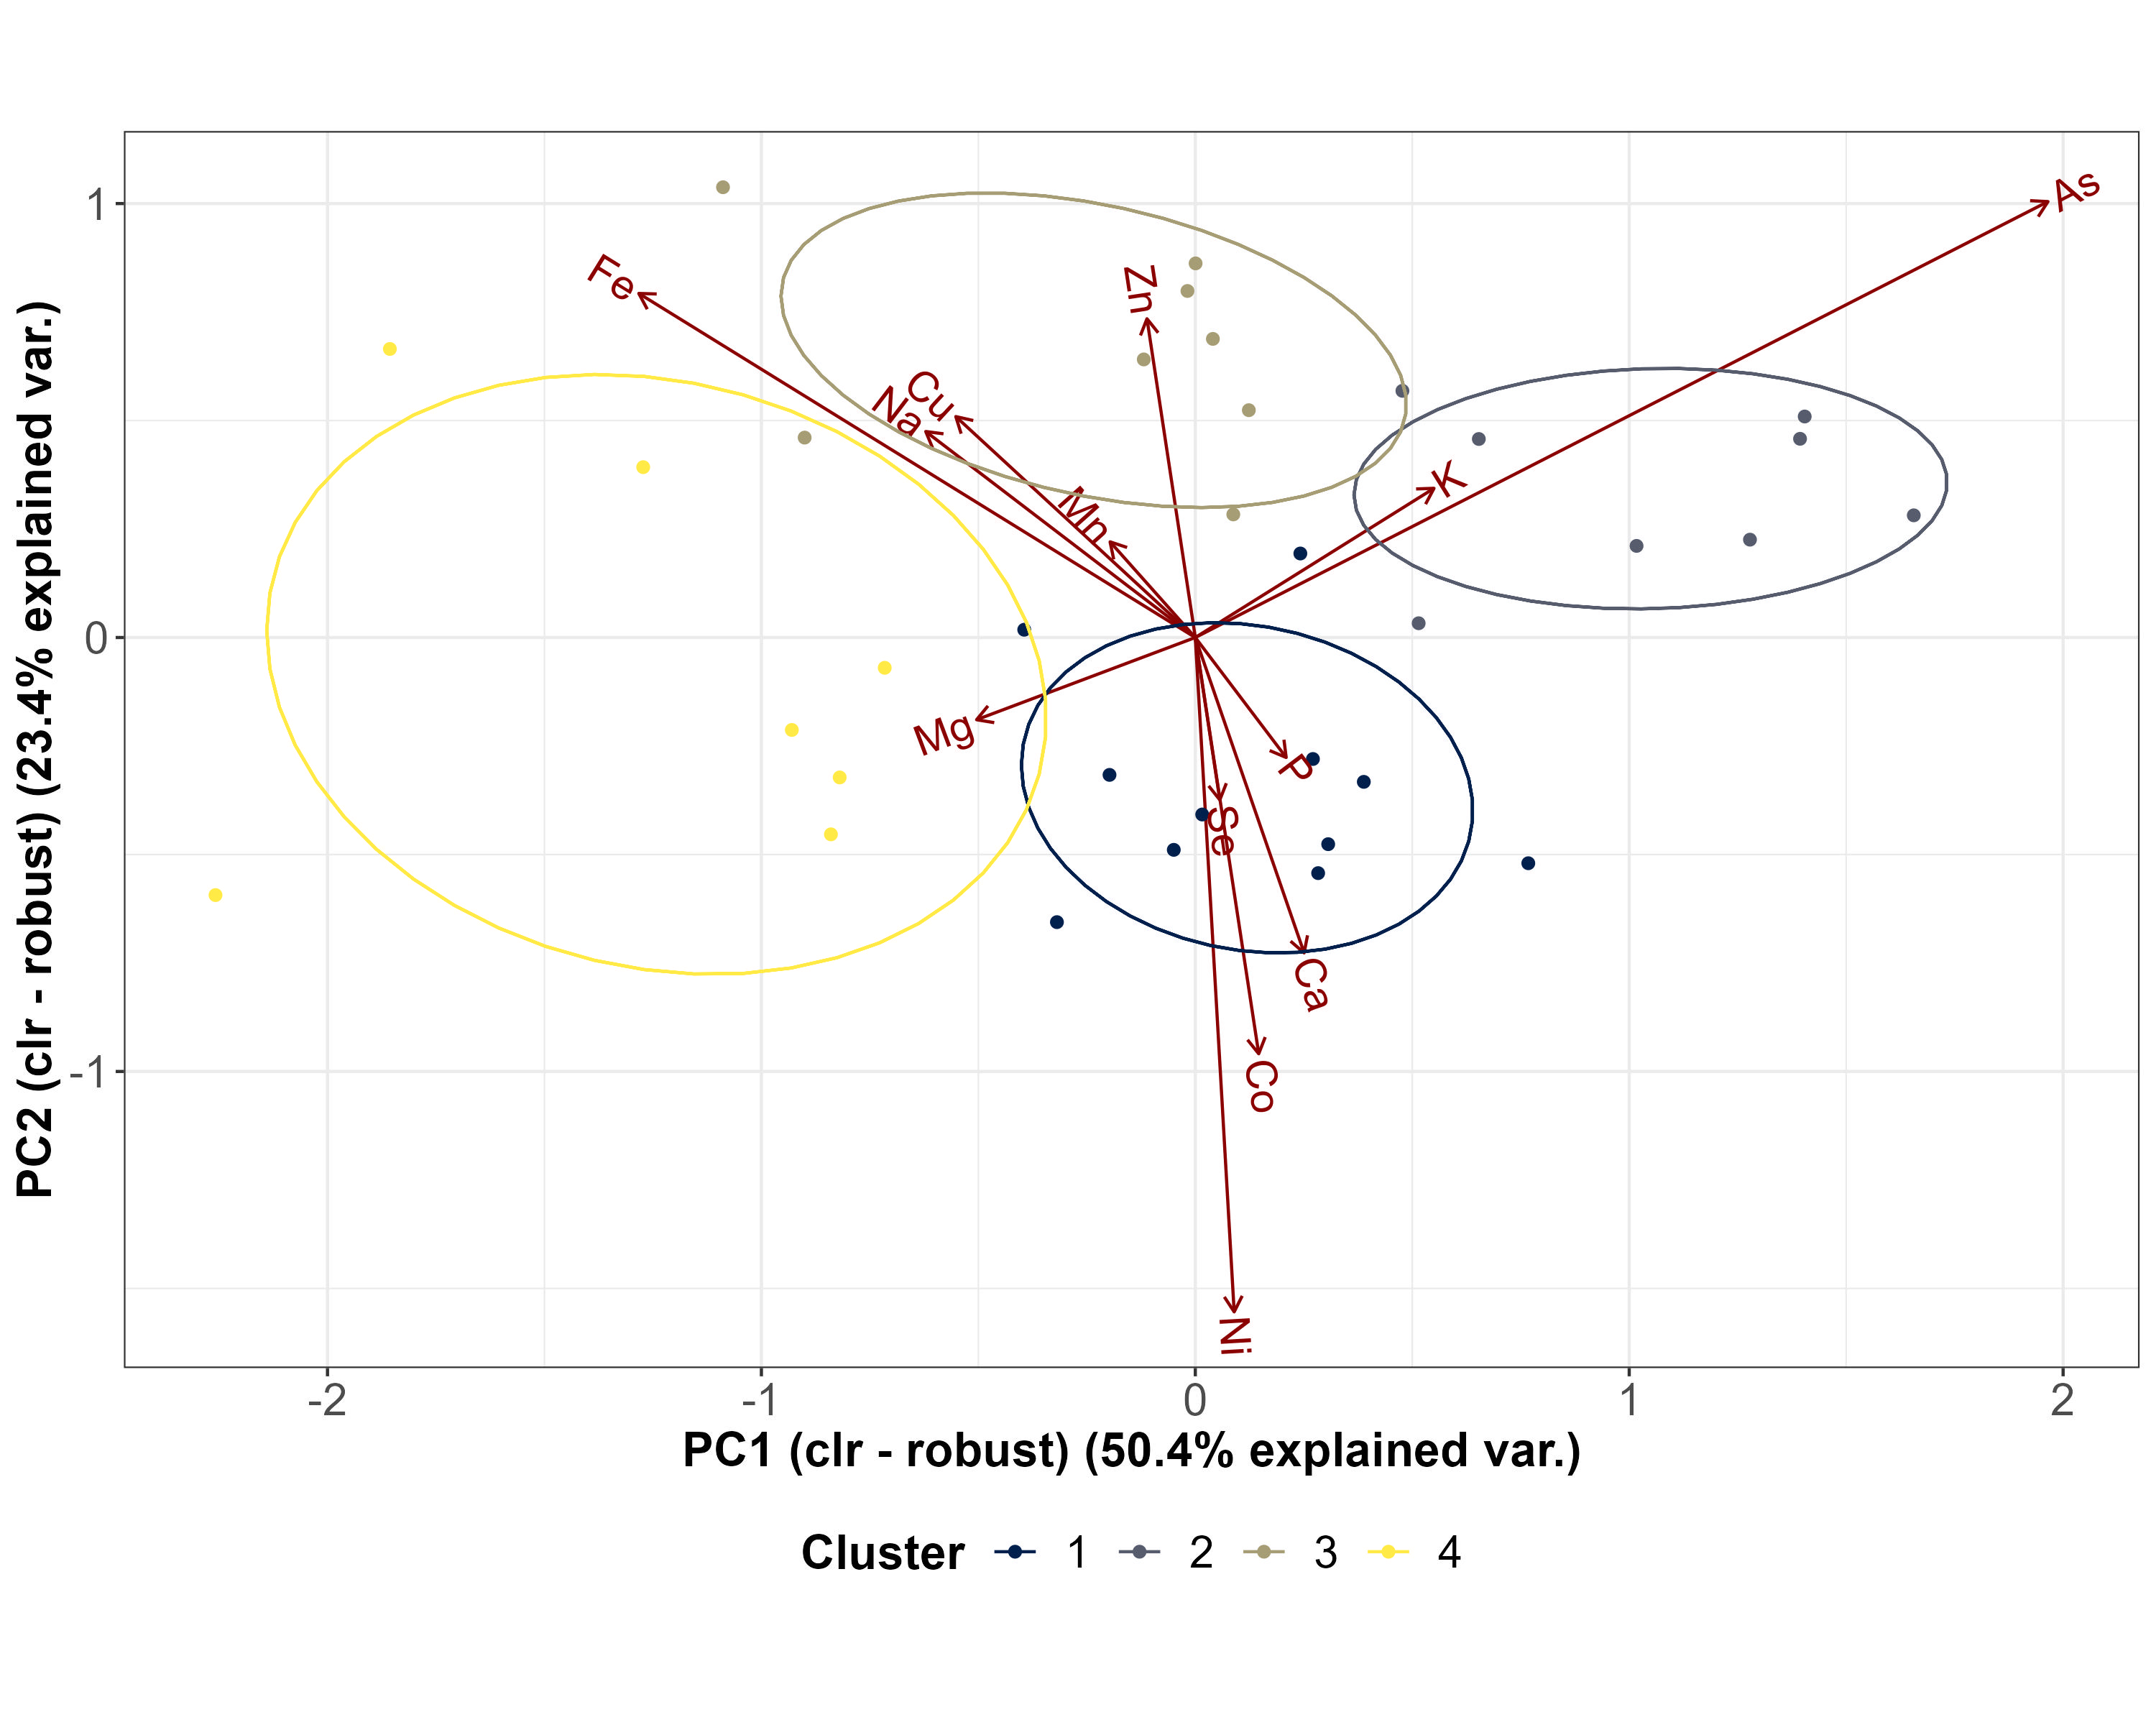 PC2 (clr - robust) (23.4% explained var.)
1
0
-1
As
Fe
Zn
Cu
Na
K
Mn
Mg
P
Se
Ca
Co
Ni
-2
-1
0
1
2
PC1 (clr - robust) (50.4% explained var.)
Cluster 1 2 3 4